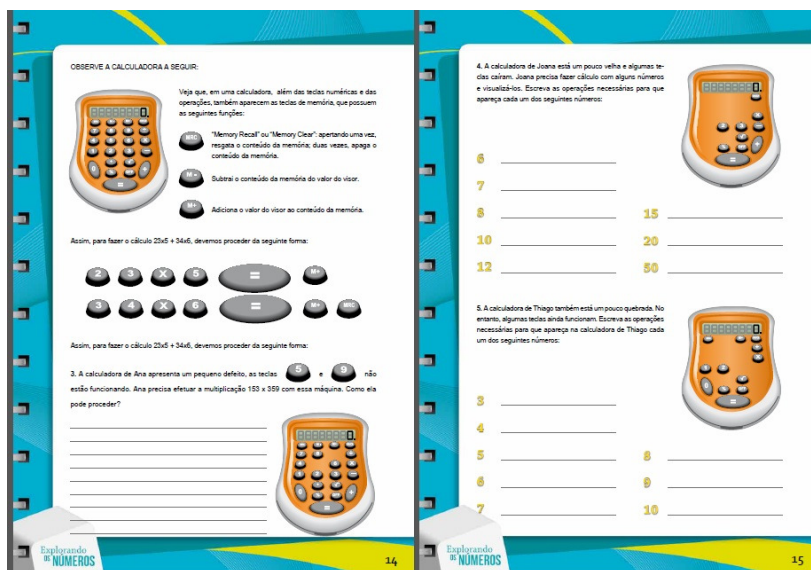 OBSERVE A CALCULADORA A SEGUIR:
Veja que, em uma calculadora, além das teclas numéricas e das
operações, também aparecem as teclas de memória, que possuem
as seguintes funções:
MRC
"Memory Recall" ou "Memory Clear": apertando uma vez,
resgata o conteúdo da memória; duas vezes, apaga o
conteúdo da memória.
M -
Subtrai o conteúdo da memória do valor do visor.
M+
Adiciona o valor do visor ao conteúdo da memória.
Assim, para fazer o cálculo 23x5 + 34x6, devemos proceder da seguinte forma:
2 3 X 5 = M+
3 4 X 6 = M+ MRC
Assim, para fazer o cálculo 23x5 + 34x6, devemos proceder da seguinte forma:
3. A calculadora de Ana apresenta um pequeno defeito, as teclas 5 e 9 não
estão funcionando. Ana precisa efetuar a multiplicação 153 x 359 com essa máquina. Como ela
pode proceder?
Explorando
OS NÚMEROS
14
4. A calculadora de Joana está um pouco velha e algumas te-
clas caíram. Joana precisa fazer cálculo com alguns números
e visualizá-los. Escreva as operações necessárias para que
apareça cada um dos seguintes números:
6
7
8 15
10 20
12 50
5. A calculadora de Thiago também está um pouco quebrada. No
entanto, algumas teclas ainda funcionam. Escreva as operações
necessárias para que apareça na calculadora de Thiago cada
um dos seguintes números:
3
4
5 8
6 9
7 10
Explorando
OS NÚMEROS
15